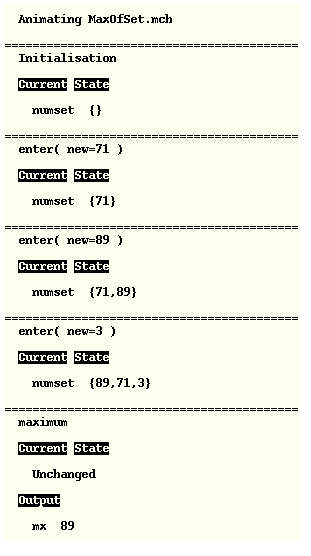 Animating MaxOfSet.mch
==========================================
Initialisation
Current State
numset {}
==========================================
enter( new=71 )
Current State
numset {71}
==========================================
enter( new=89 )
Current State
numset {71,89}
==========================================
enter( new=3 )
Current State
numset {89,71,3}
==========================================
maximum
Current State
Unchanged
Output
mx 89